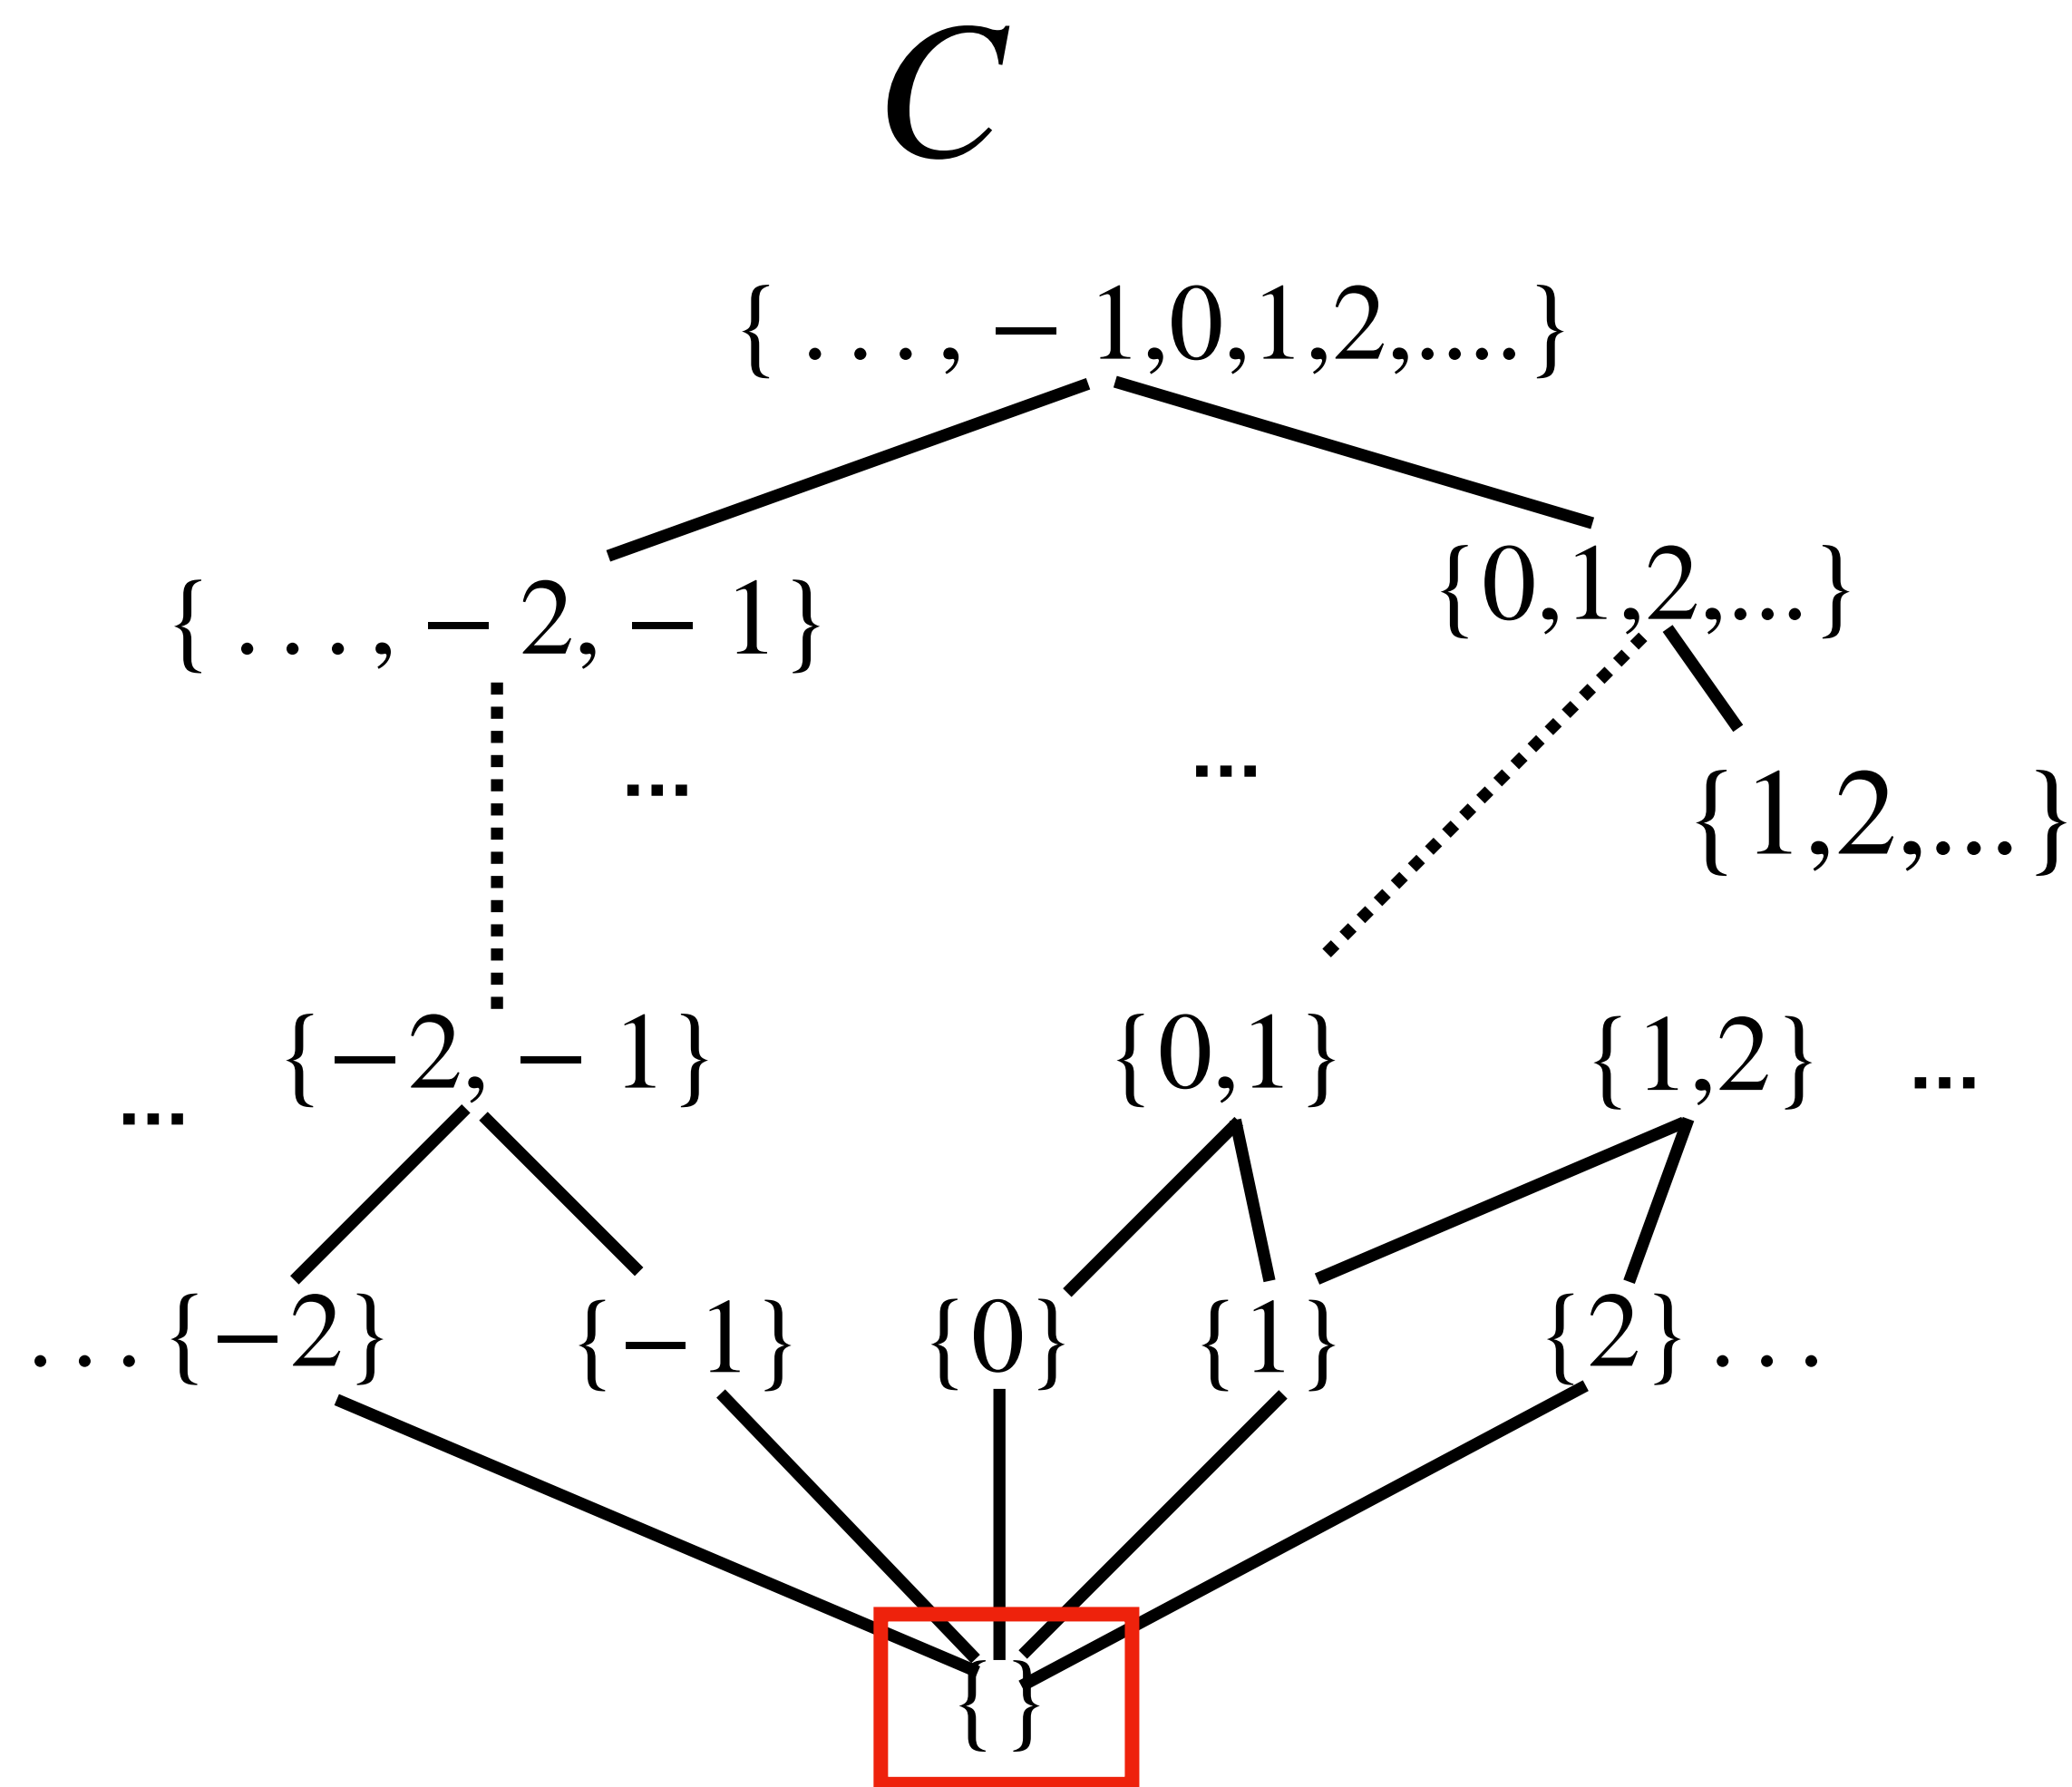 C
{ . . . , − 1,0,1,2,.....}
{ . . . , − 2, − 1}
{0,1,2,....}
...
...
{1,2,...}
{−2, − 1}
{0,1}
{1,2}
...
...
. . . {−2}
{−1}
{0}
{1}
{2} . . .
{ }